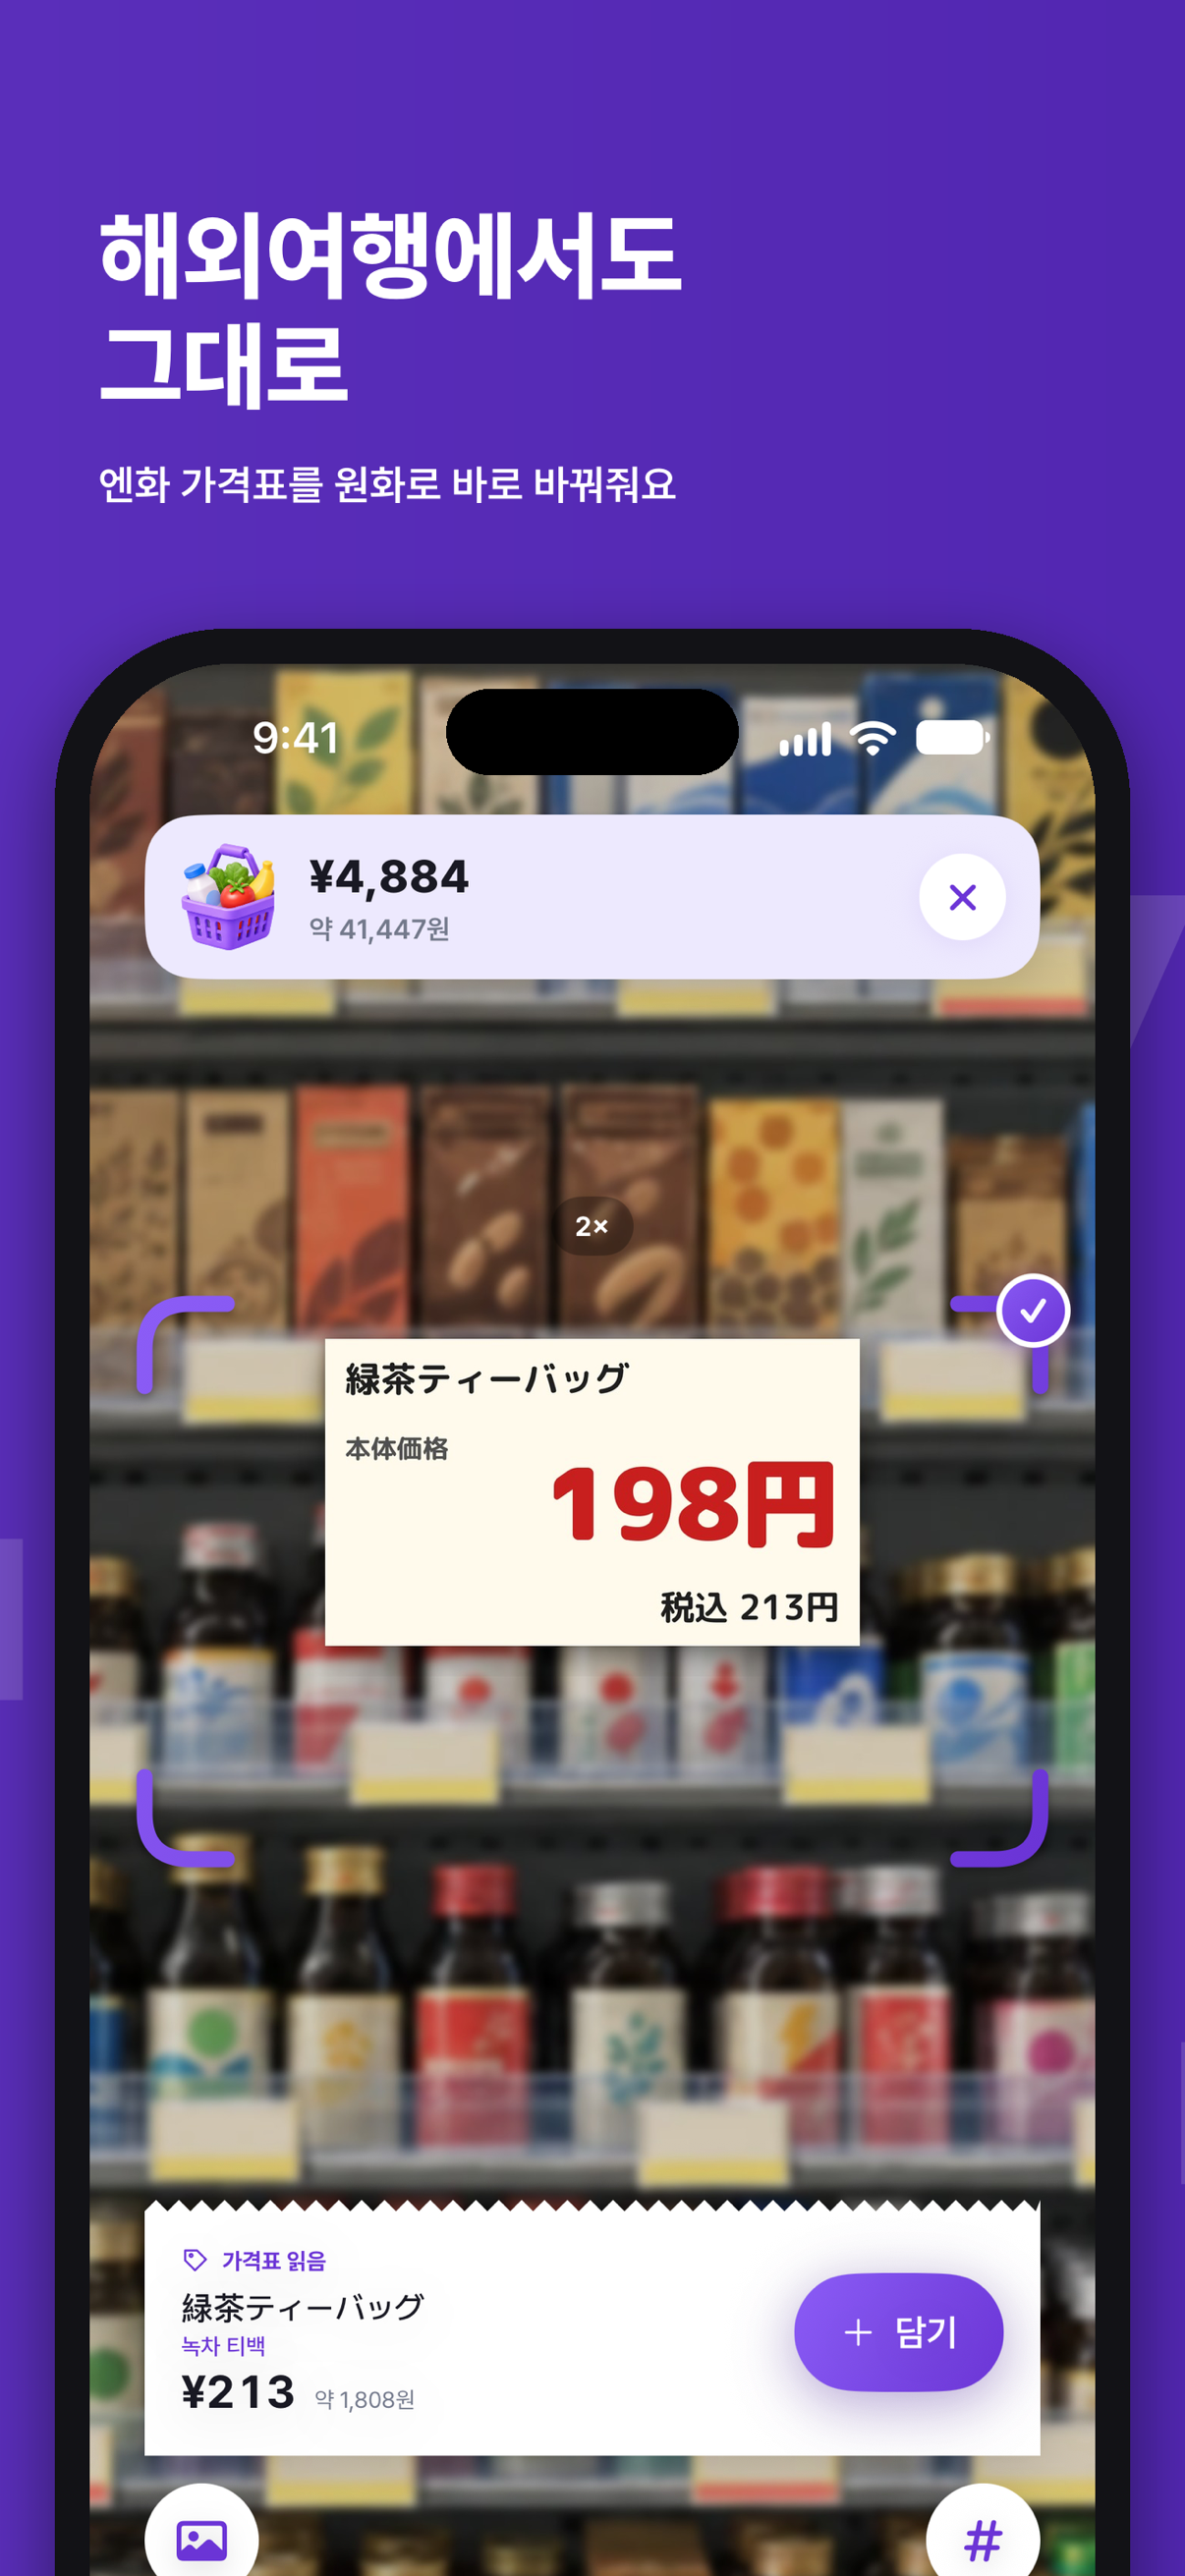 해외여행에서도
그대로
엔화 가격표를 원화로 바로 바꿔줘요
9:41
¥4,884
약 41,447원
2×
緑茶ティーバッグ
本体価格
198円
税込 213円
가격표 읽음
緑茶ティーバッグ
녹차 티백
¥213 약 1,808원
+ 담기
#